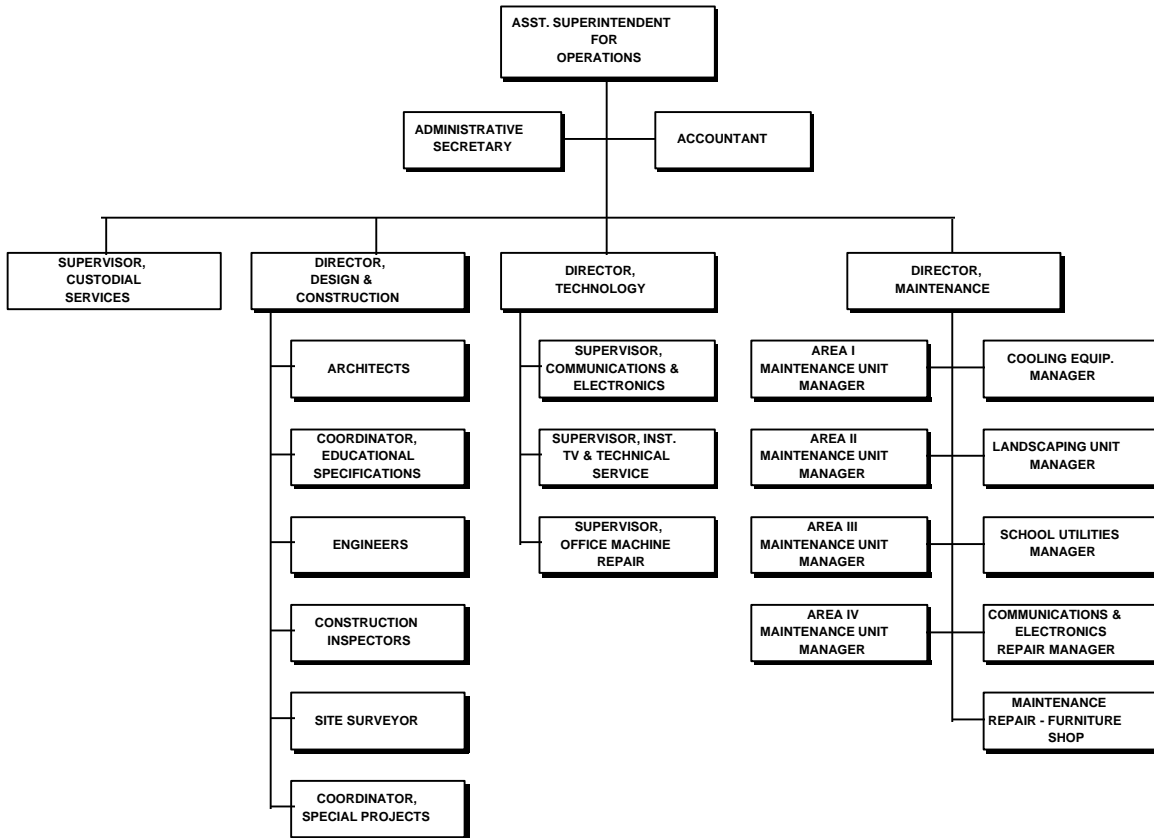 ASST. SUPERINTENDENT
FOR
OPERATIONS
ADMINISTRATIVE
SECRETARY
ACCOUNTANT
SUPERVISOR,
CUSTODIAL
SERVICES
DIRECTOR,
DESIGN &
CONSTRUCTION
DIRECTOR,
TECHNOLOGY
DIRECTOR,
MAINTENANCE
ARCHITECTS
COORDINATOR,
EDUCATIONAL
SPECIFICATIONS
ENGINEERS
CONSTRUCTION
INSPECTORS
SITE SURVEYOR
COORDINATOR,
SPECIAL PROJECTS
SUPERVISOR,
COMMUNICATIONS &
ELECTRONICS
SUPERVISOR, INST.
TV & TECHNICAL
SERVICE
SUPERVISOR,
OFFICE MACHINE
REPAIR
AREA I
MAINTENANCE UNIT
MANAGER
AREA II
MAINTENANCE UNIT
MANAGER
AREA III
MAINTENANCE UNIT
MANAGER
AREA IV
MAINTENANCE UNIT
MANAGER
COOLING EQUIP.
MANAGER
LANDSCAPING UNIT
MANAGER
SCHOOL UTILITIES
MANAGER
COMMUNICATIONS &
ELECTRONICS
REPAIR MANAGER
MAINTENANCE
REPAIR - FURNITURE
SHOP